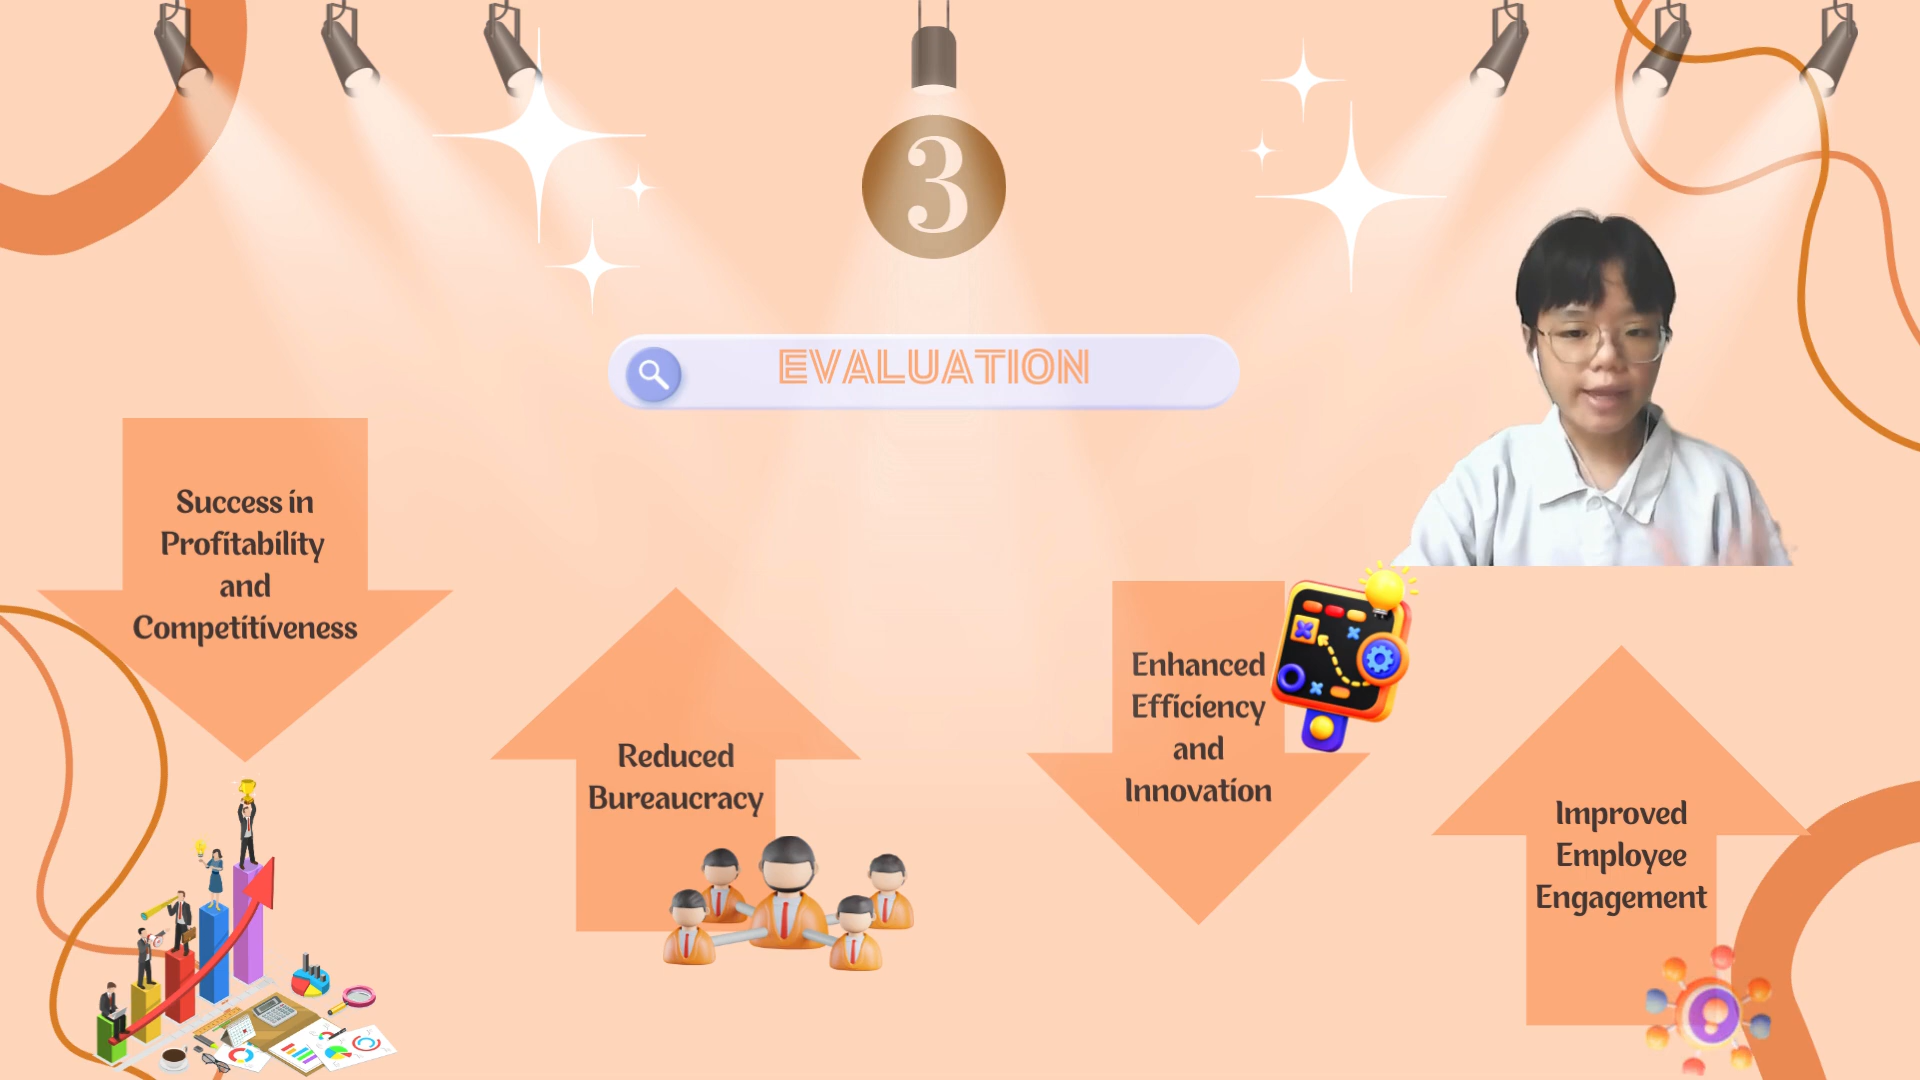 3
EVALUATION
Success in
Profitability
and
Competitiveness
Reduced
Bureaucracy
Enhanced
Efficiency
and
Innovation
Improved
Employee
Engagement